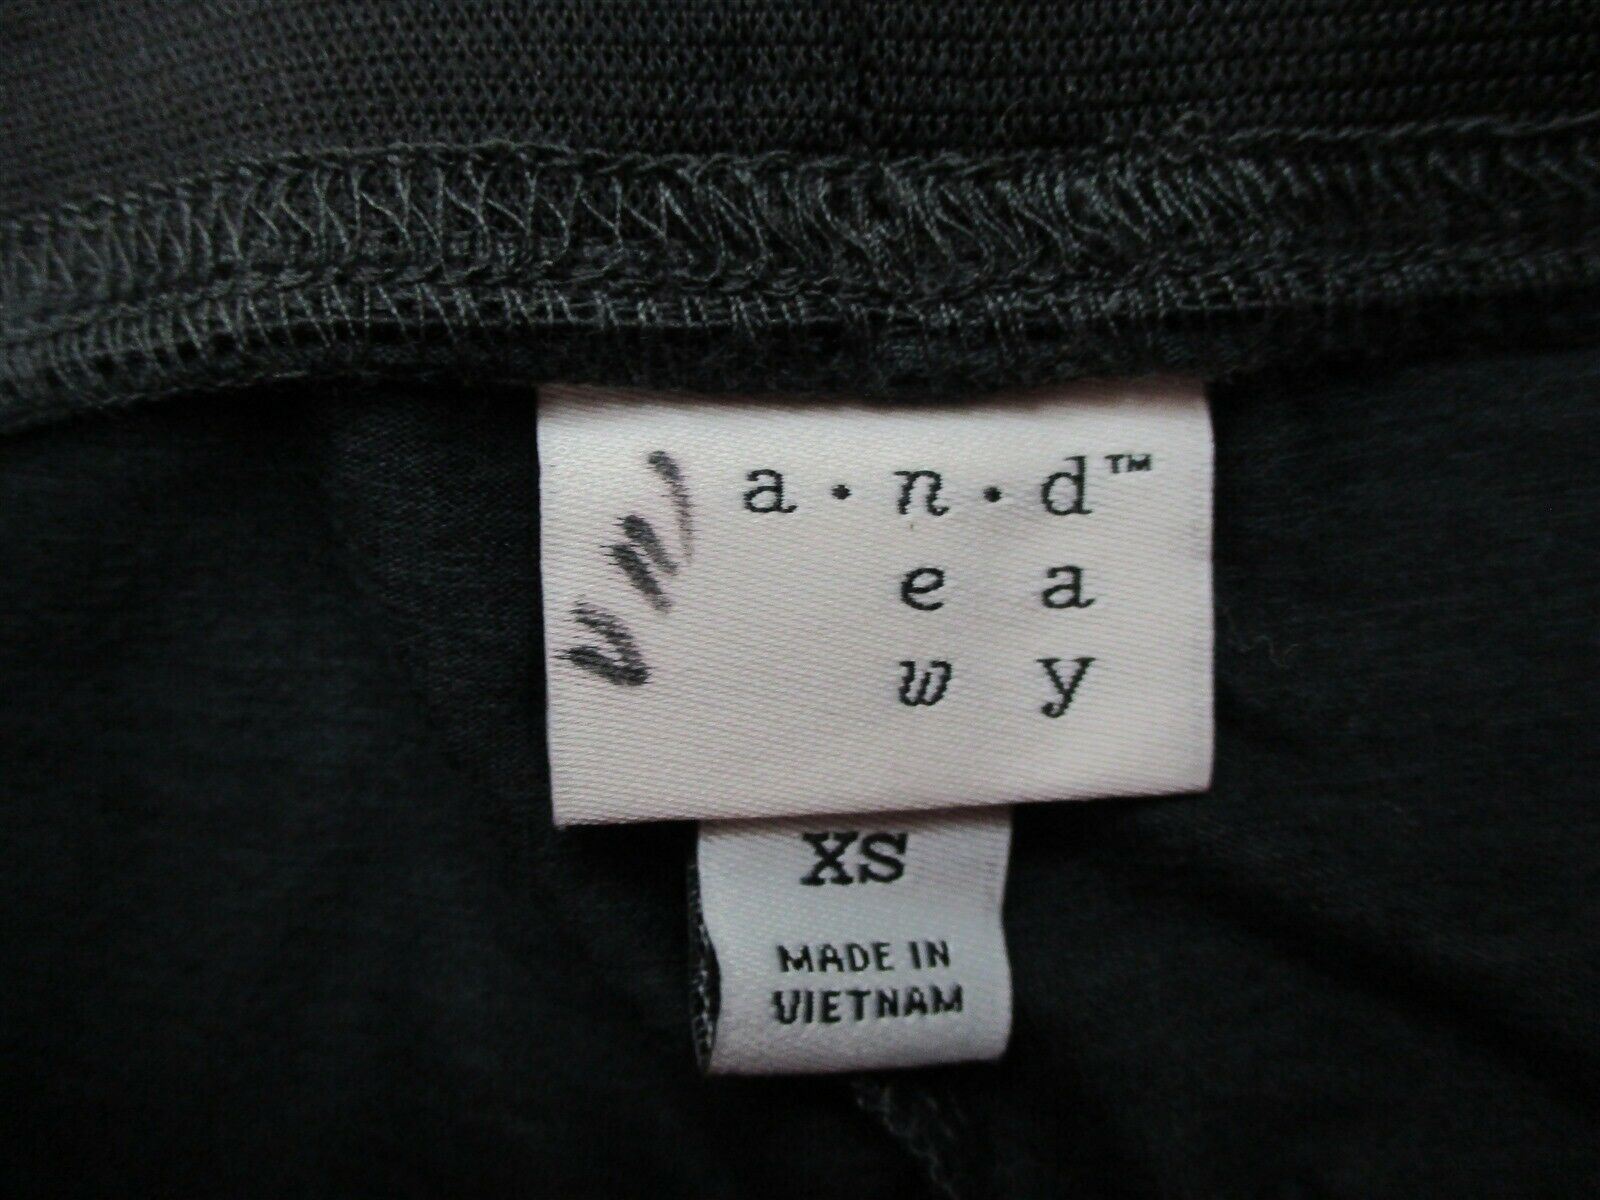 a · n · d™
e a
w y
XS
MADE IN
VIETNAM